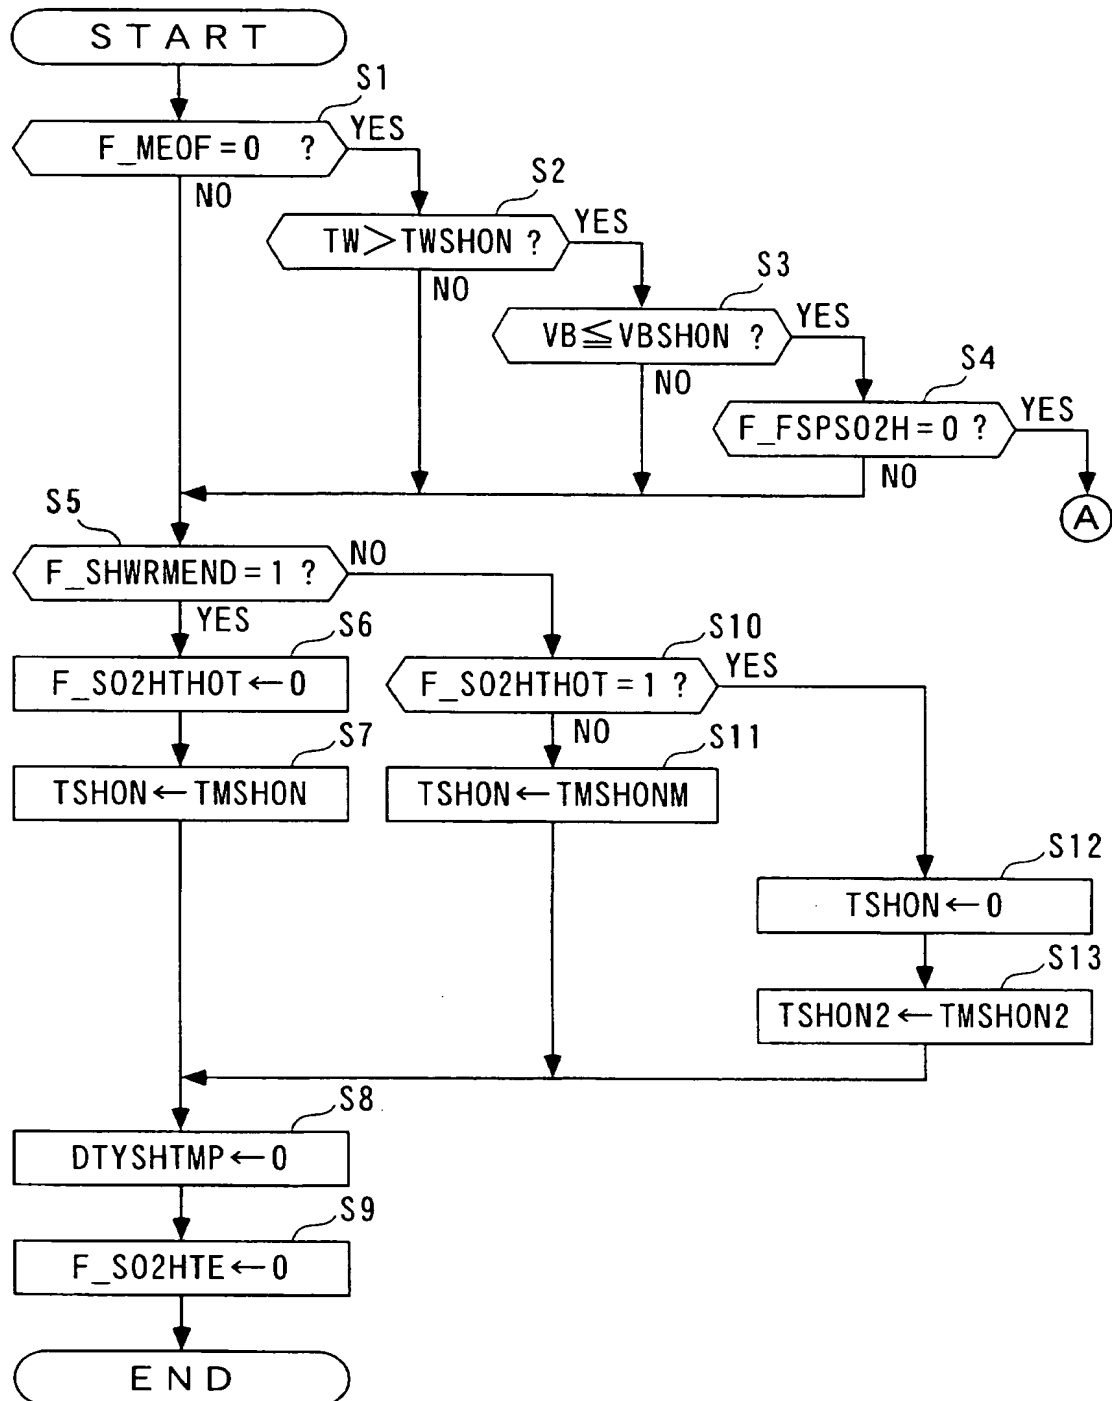 START
S1
F_MEOF=0 ?
YES
NO
S2
TW>TWSHON ?
YES
NO
S3
VB≦VBSHON ?
YES
NO
S4
F_FSPSO2H=0 ?
YES
NO
A
S5
F_SHWRMEND=1 ?
NO
YES
S6
F_SO2HTHOT←0
S10
F_SO2HTHOT=1 ?
YES
NO
S7
TSHON←TMSHON
S11
TSHON←TMSHONM
S12
TSHON←0
S13
TSHON2←TMSHON2
S8
DTYSHTMP←0
S9
F_SO2HTE←0
END